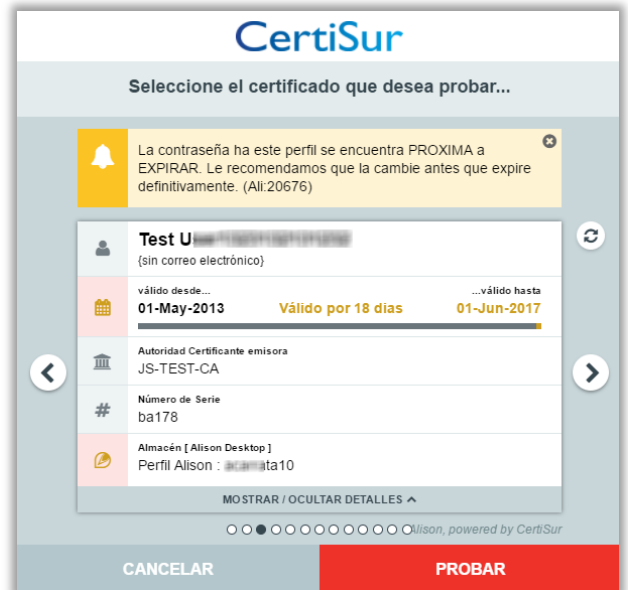 CertiSur
Seleccione el certificado que desea probar...
La contraseña ha este perfil se encuentra PROXIMA a
EXPIRAR. Le recomendamos que la cambie antes que expire
definitivamente. (Ali:20676)
Test
{sin correo electrónico}
válido desde... ...válido hasta
01-May-2013 Válido por 18 días 01-Jun-2017
Autoridad Certificante emisora
JS-TEST-CA
#
Número de Serie
ba178
Almacén [ Alison Desktop ]
Perfil Alison : ata10
MOSTRAR / OCULTAR DETALLES
Alison, powered by CertiSur
CANCELAR PROBAR